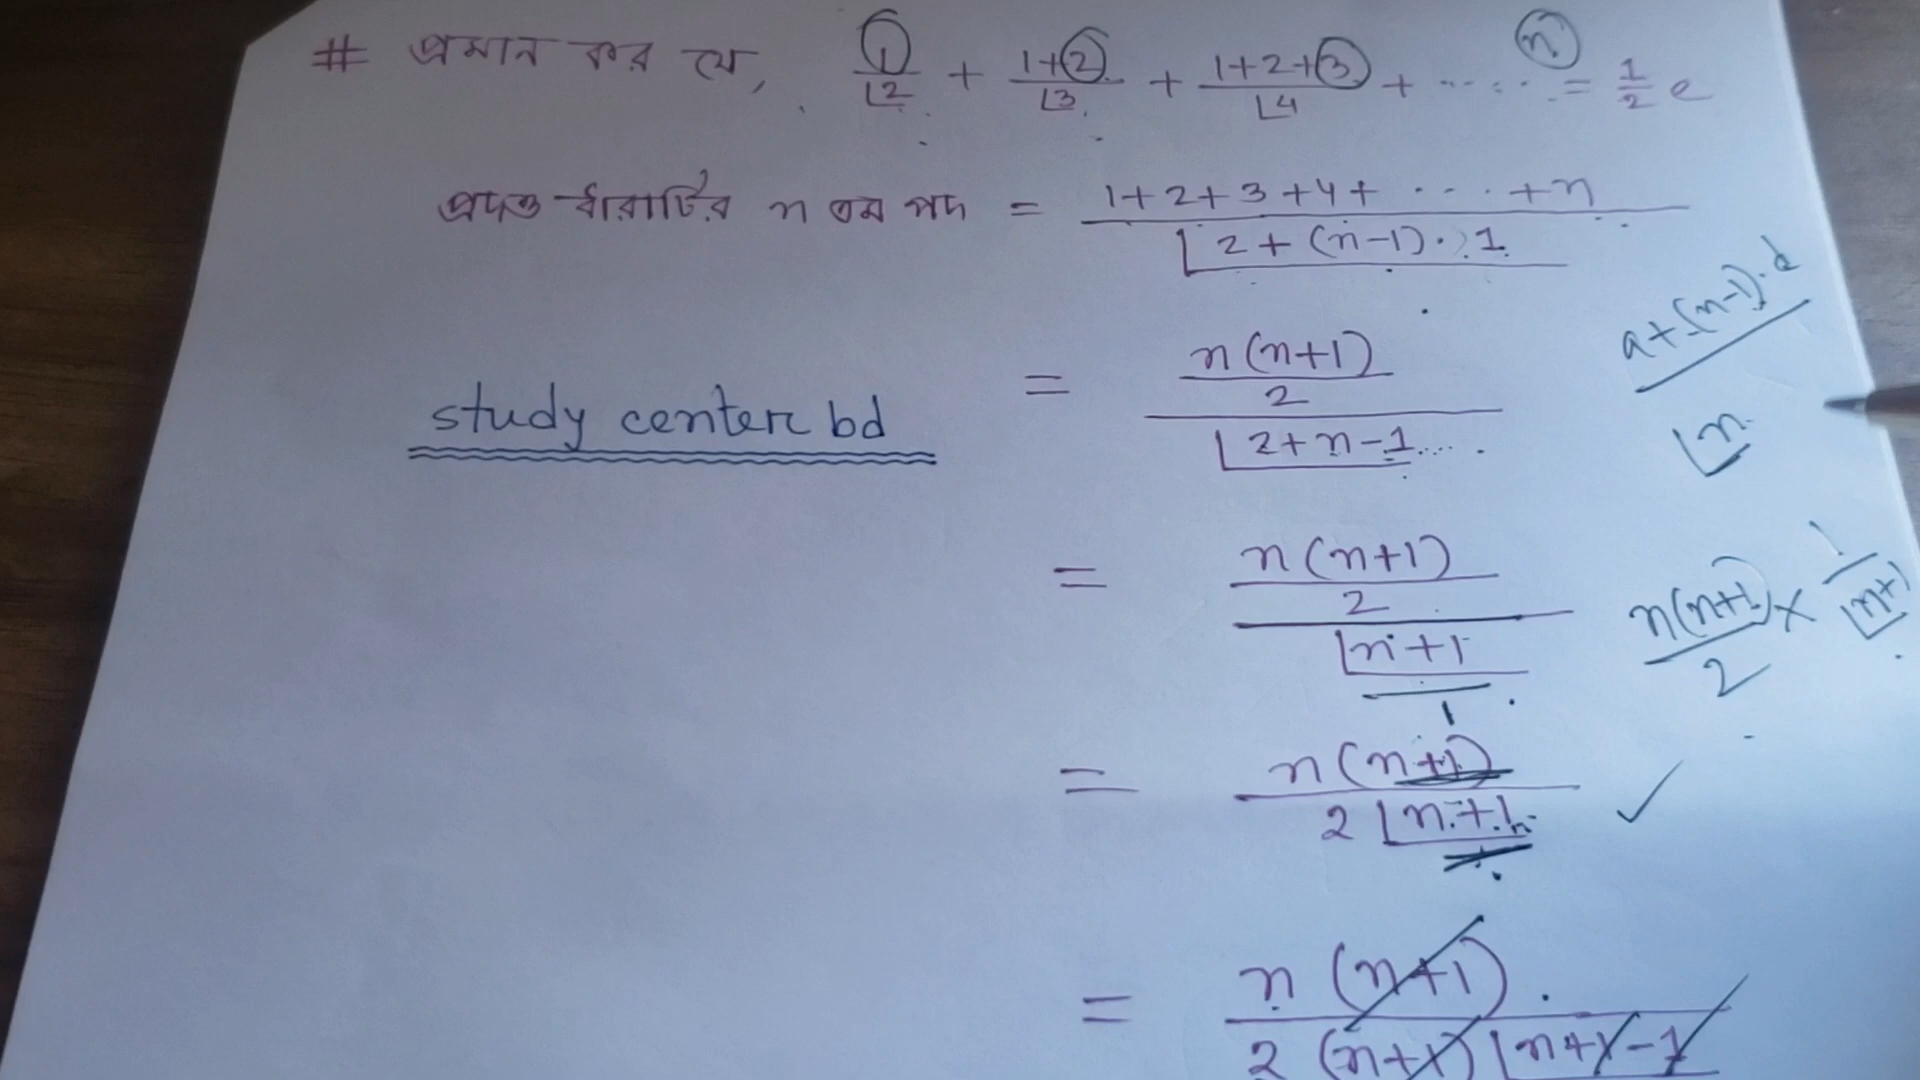 # প্রমান কর যে, 1/⌊2 + 1+2/⌊3 + 1+2+3/⌊4 + ...... n = 1/2 e
প্রদত্ত ধারাটির n তম পদ = 1+2+3+4+ .... +n / ⌊2+(n-1).1
a+(n-1).d / ⌊n
= n(n+1)/2 / ⌊2+n-1
study center bd
= n(n+1)/2 / ⌊n+1 / 1
n(n+1)/2 × 1/⌊n+1
= n(n+1) / 2⌊n+1 ✓
= n(n+1) / 2(n+1)⌊n+1-1